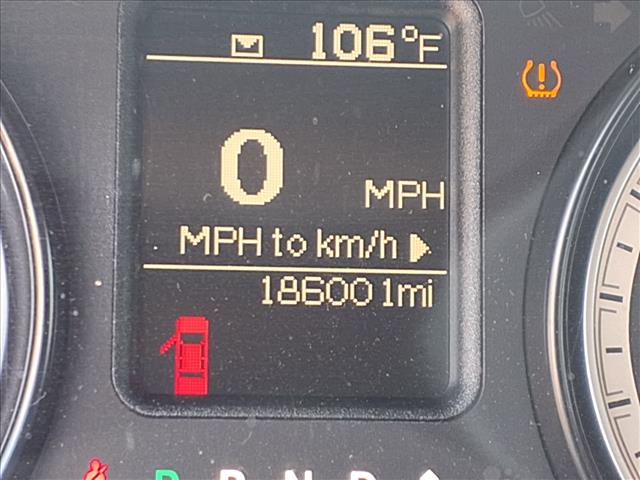 106°F
0 MPH
MPH to km/h
186001mi
P R N D